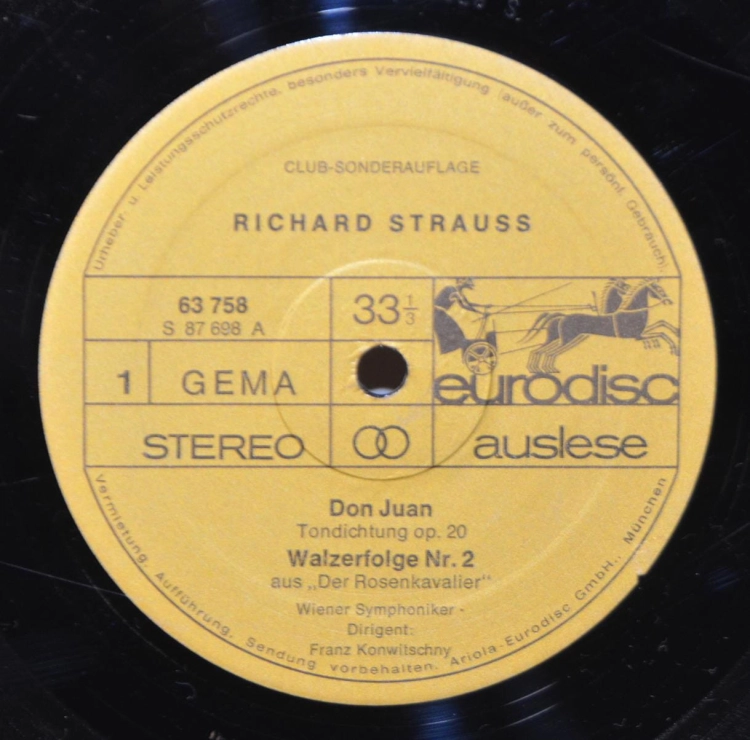 Urheber- u. Leistungsschutzrechte, besonders Vervielfältigung (außer zum persönl. Gebrauch),
CLUB-SONDERAUFLAGE
RICHARD STRAUSS
63 758
S 87 698 A
33 1/3
1
GEMA
eurodisc
STEREO
auslese
Don Juan
Tondichtung op. 20
Walzerfolge Nr. 2
aus „Der Rosenkavalier"
Wiener Symphoniker -
Dirigent:
Franz Konwitschny
Vermietung, Aufführung, Sendung vorbehalten. Ariola-Eurodisc GmbH., München